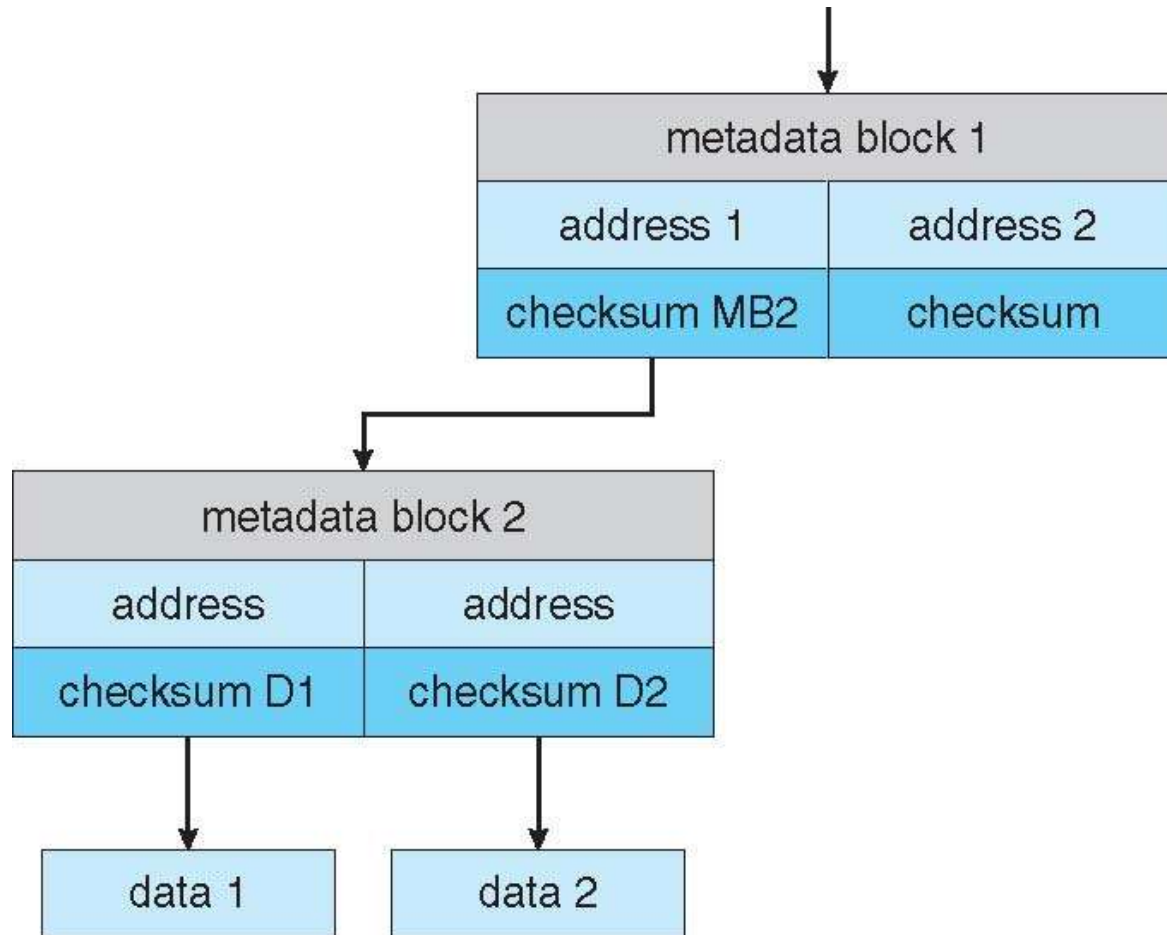 metadata block 1
address 1 address 2
checksum MB2 checksum
metadata block 2
address address
checksum D1 checksum D2
data 1 data 2